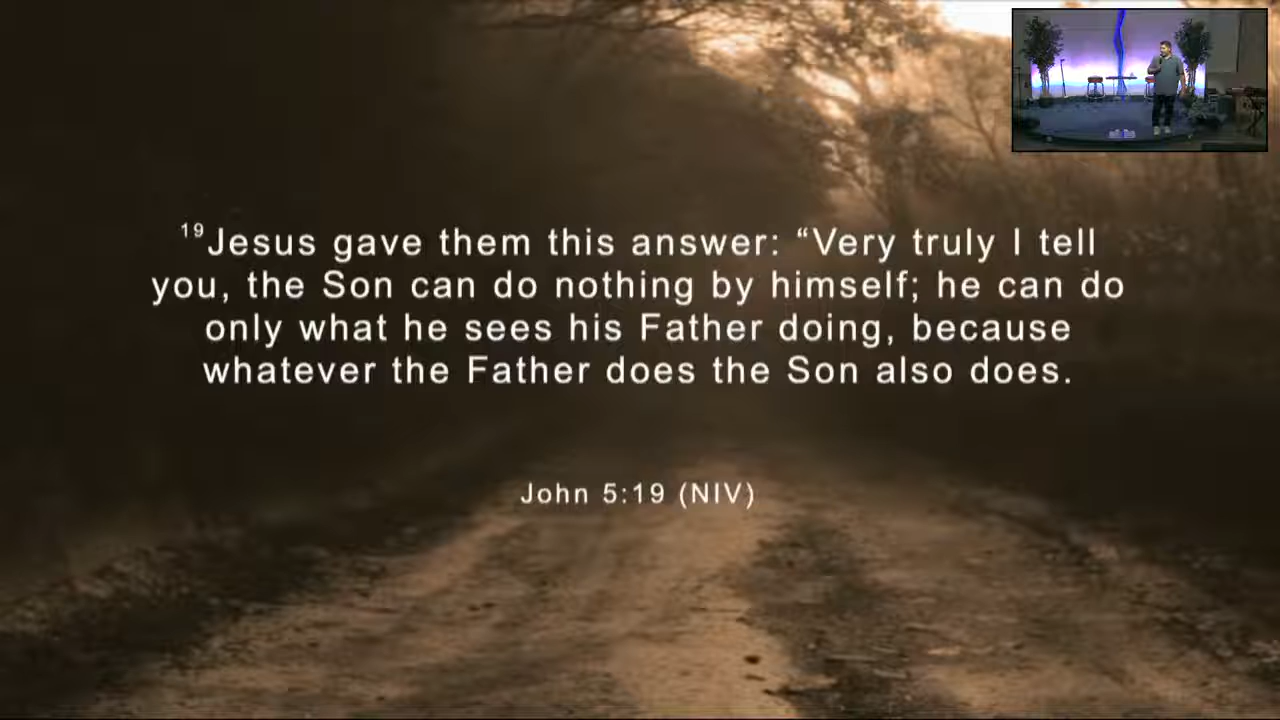 ¹⁹Jesus gave them this answer: “Very truly I tell
you, the Son can do nothing by himself; he can do
only what he sees his Father doing, because
whatever the Father does the Son also does.
John 5:19 (NIV)